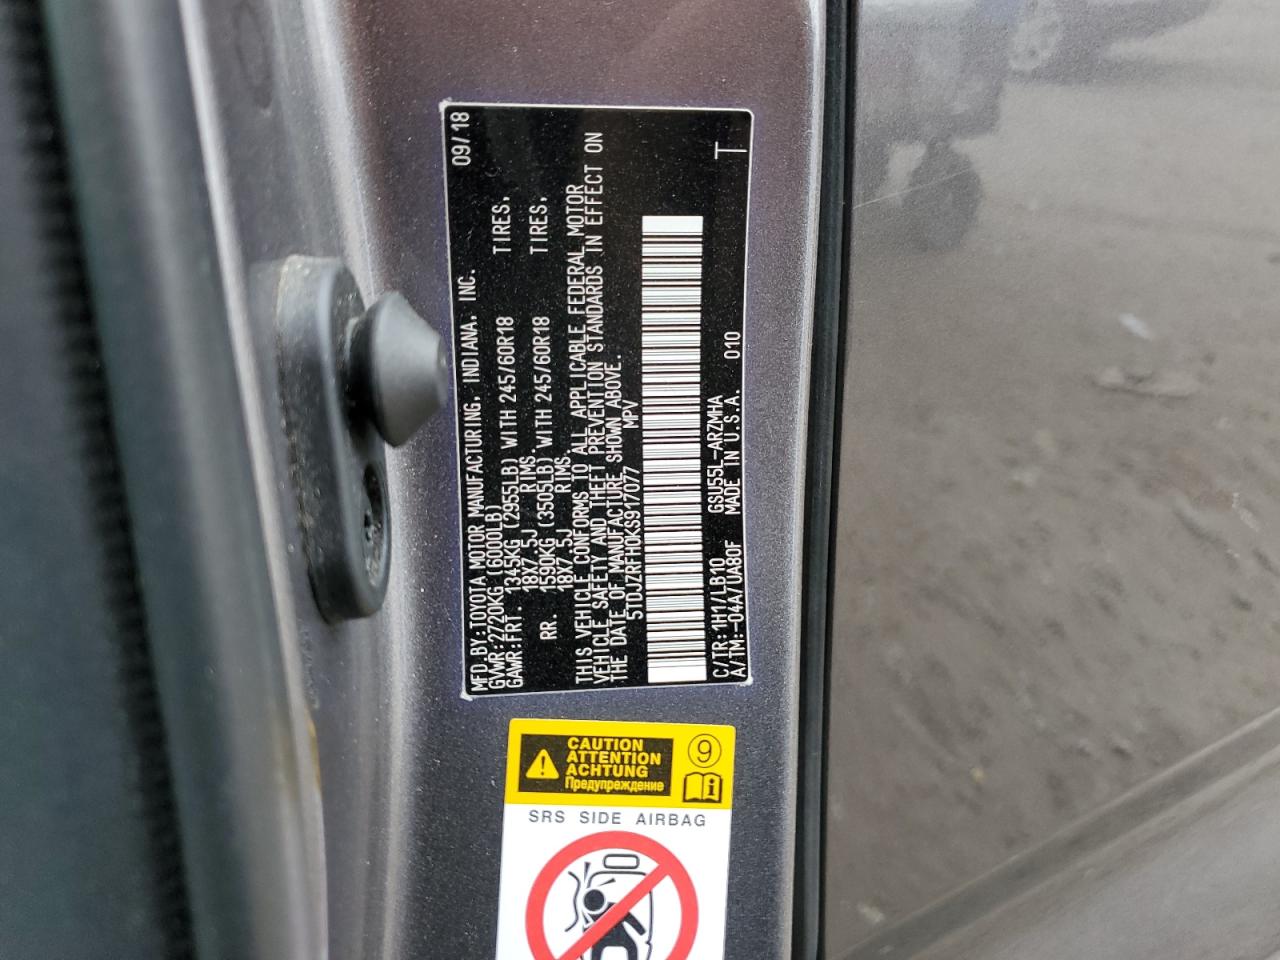 MFD.BY:TOYOTA MOTOR MANUFACTURING, INDIANA, INC. 09/18
GVWR:2720KG (6000LB)
GAWR:FRT. 1345KG (2955LB) WITH 245/60R18 TIRES,
18X7.5J RIMS.
RR. 1590KG (3505LB) WITH 245/60R18 TIRES,
18X7.5J RIMS.
THIS VEHICLE CONFORMS TO ALL APPLICABLE FEDERAL MOTOR
VEHICLE SAFETY AND THEFT PREVENTION STANDARDS IN EFFECT ON
THE DATE OF MANUFACTURE SHOWN ABOVE.
5TDJZRFH0KS917077 MPV
C/TR:1H1/LB10 GSU55L-ARZMHA T
A/TM:-04A/UA80F MADE IN U.S.A. 010
CAUTION
ATTENTION
ACHTUNG
Предупреждение
9
i
SRS SIDE AIRBAG